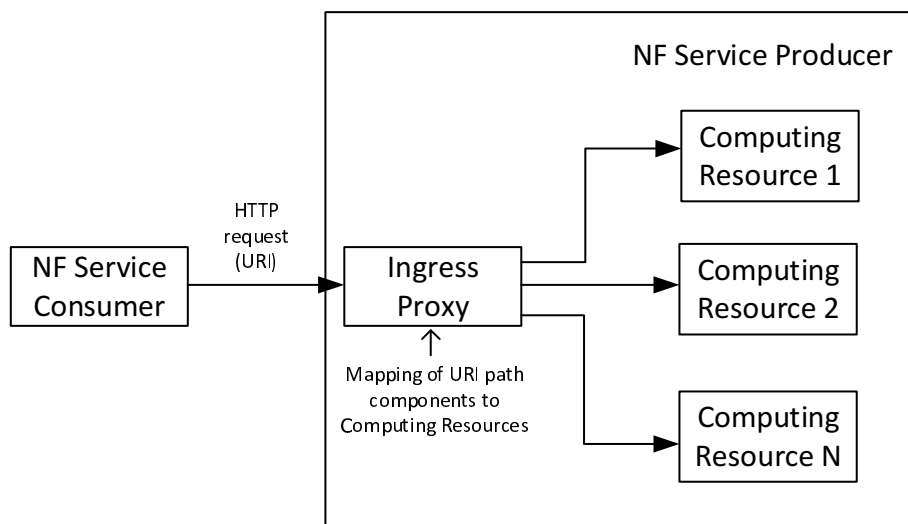 NF Service Producer
Computing
Resource 1
HTTP
request
(URI)
NF Service
Consumer
Ingress
Proxy
Computing
Resource 2
Mapping of URI path
components to
Computing Resources
Computing
Resource N